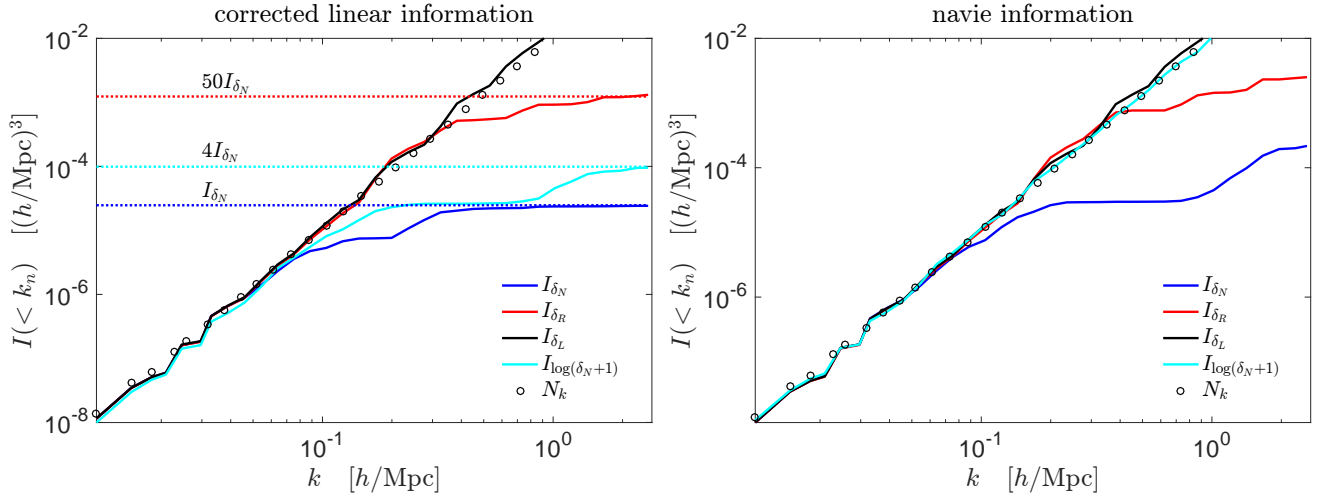 corrected linear information
10^{-2}
10^{-4}
10^{-6}
10^{-8}
I(< k_n)   [(h/Mpc)^3]
50I_{δ_N}
4I_{δ_N}
I_{δ_N}
I_{δ_N}
I_{δ_R}
I_{δ_L}
I_{log(δ_N+1)}
N_k
10^{-1}
10^{0}
k   [h/Mpc]
navie information
10^{-2}
10^{-4}
10^{-6}
I(< k_n)   [(h/Mpc)^3]
I_{δ_N}
I_{δ_R}
I_{δ_L}
I_{log(δ_N+1)}
N_k
10^{-1}
10^{0}
k   [h/Mpc]